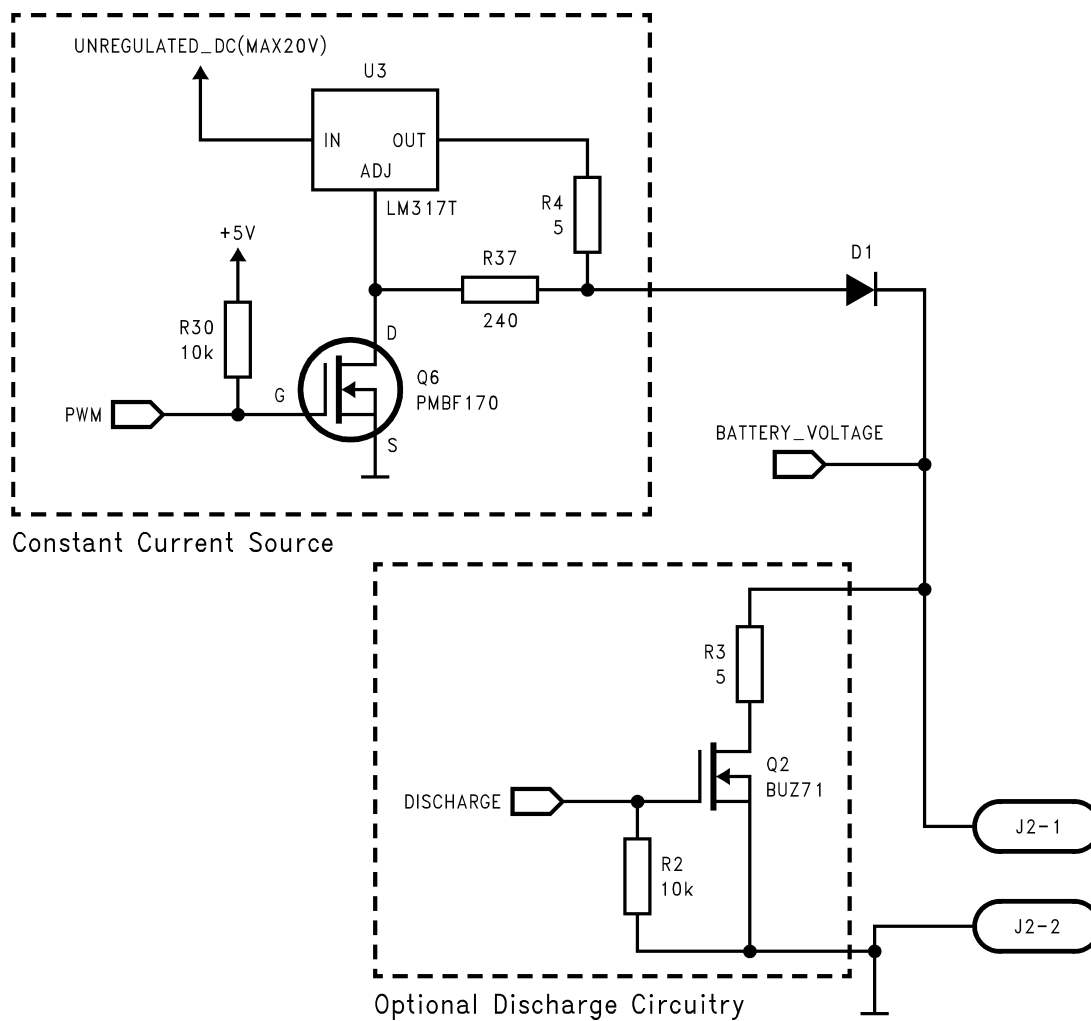 UNREGULATED_DC(MAX20V)
U3
IN
OUT
ADJ
LM317T
R4
5
+5V
R37
240
D1
R30
10k
D
G
Q6
PMBF170
PWM
S
BATTERY_VOLTAGE
Constant Current Source
R3
5
Q2
BUZ71
DISCHARGE
J2-1
R2
10k
J2-2
Optional Discharge Circuitry